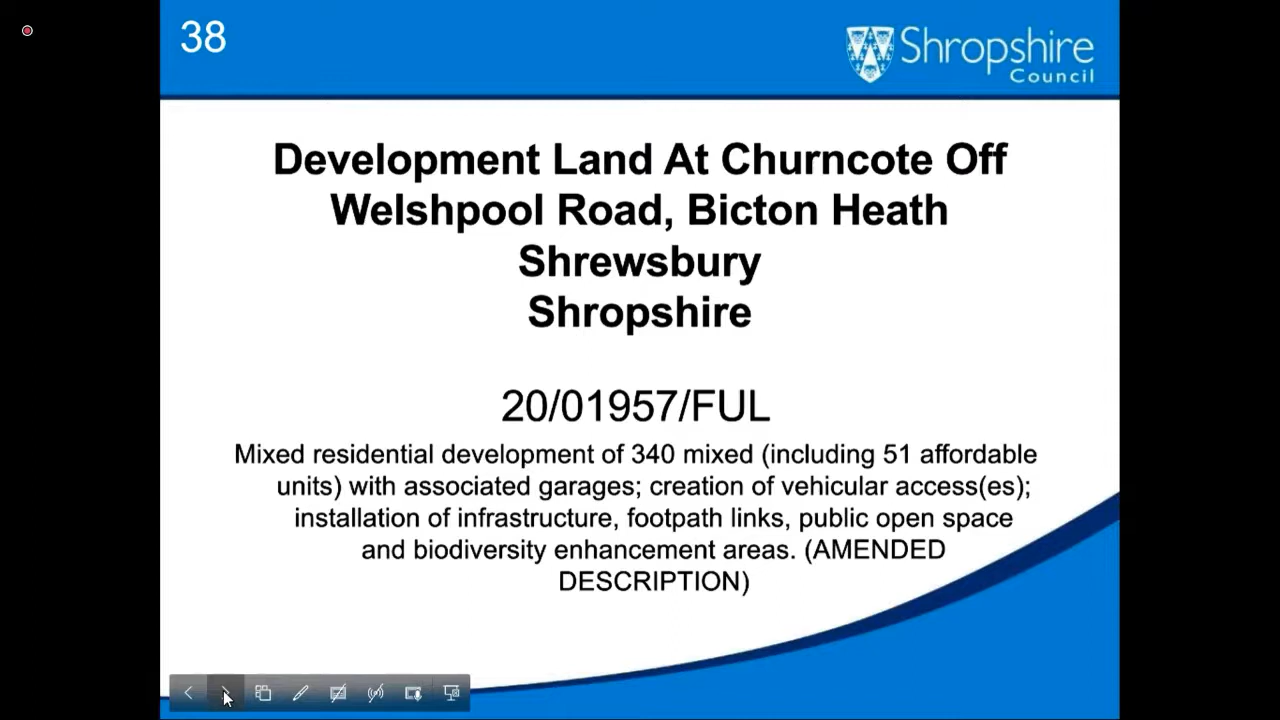 38
Shropshire
Council
Development Land At Churncote Off
Welshpool Road, Bicton Heath
Shrewsbury
Shropshire
20/01957/FUL
Mixed residential development of 340 mixed (including 51 affordable
units) with associated garages; creation of vehicular access(es);
installation of infrastructure, footpath links, public open space
and biodiversity enhancement areas. (AMENDED
DESCRIPTION)